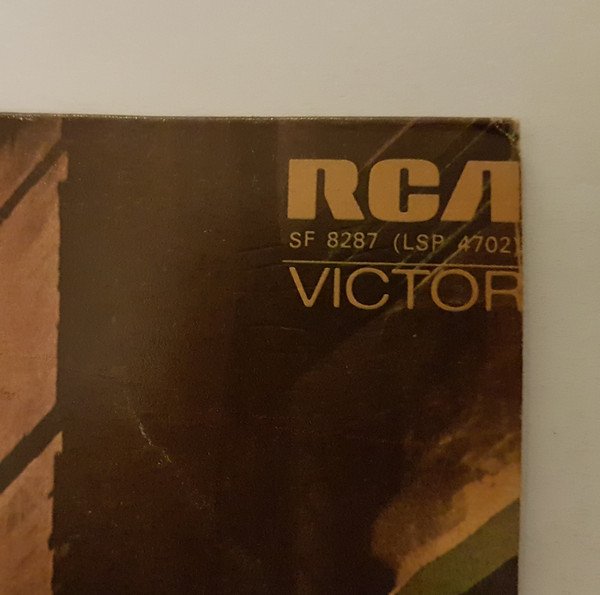 RCA
SF 8287 (LSP 4702)
VICTOR